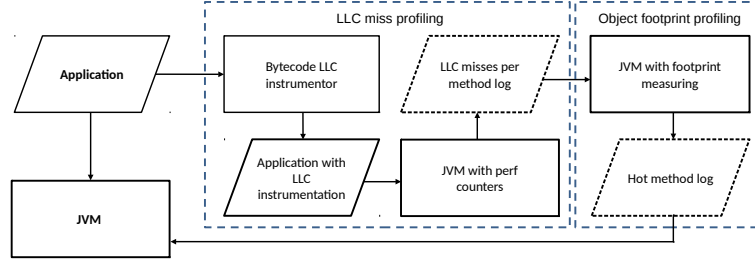 LLC miss profiling
Object footprint profiling
Application
Bytecode LLC
instrumentor
LLC misses per
method log
JVM with footprint
measuring
Application with
LLC
instrumentation
JVM with perf
counters
Hot method log
JVM